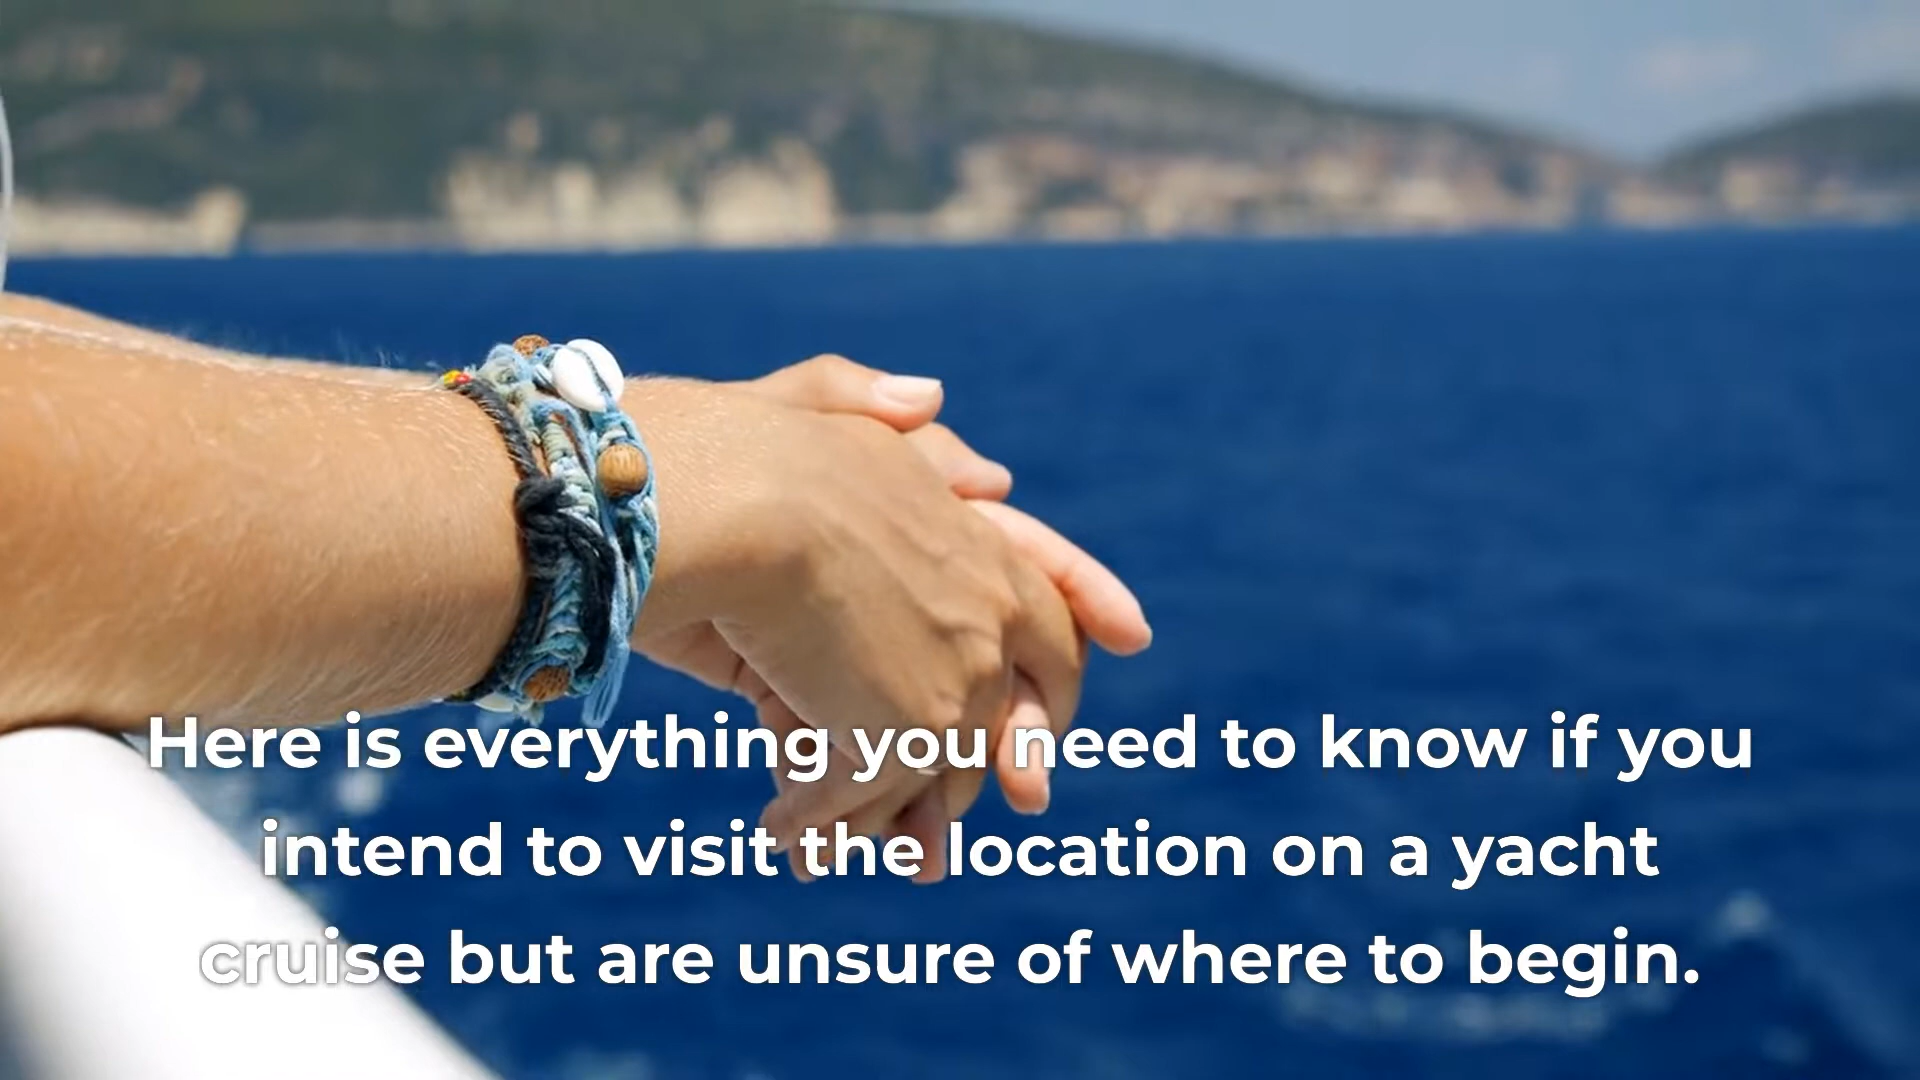 Here is everything you need to know if you
intend to visit the location on a yacht
cruise but are unsure of where to begin.